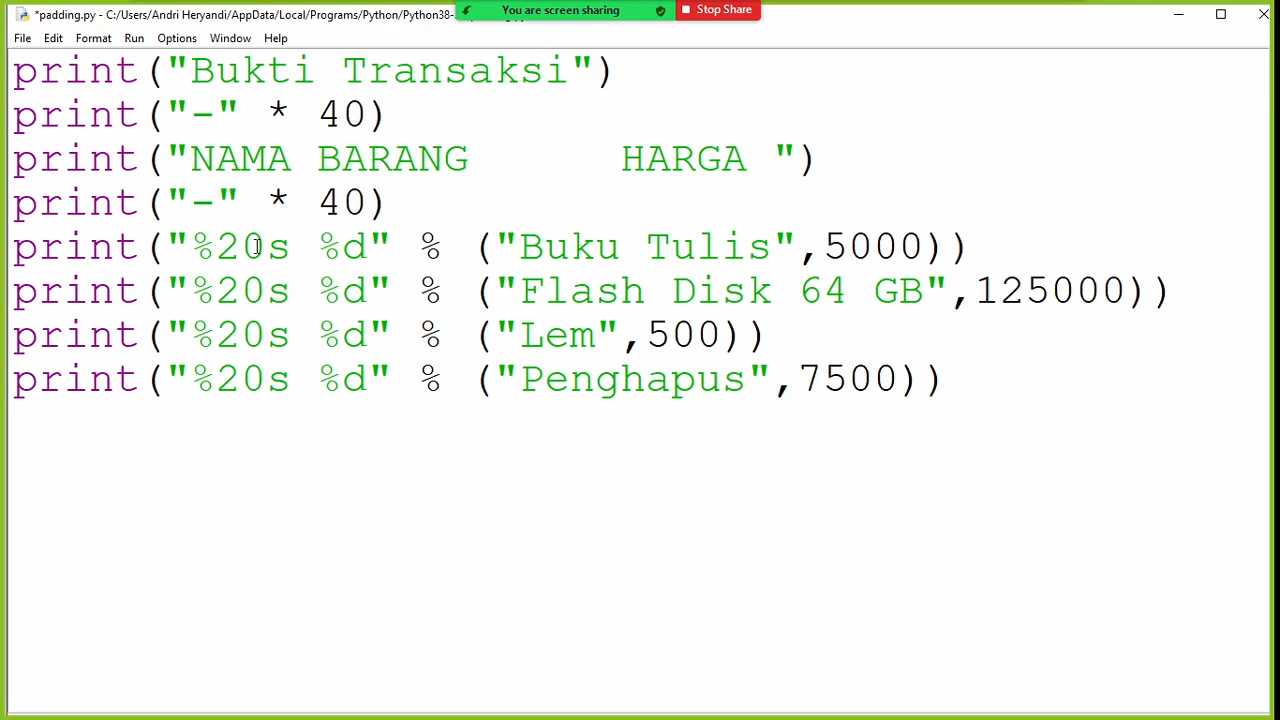 *padding.py - C:/Users/Andri Heryandi/AppData/Local/Programs/Python/Python38-
You are screen sharing
Stop Share
File Edit Format Run Options Window Help
print("Bukti Transaksi")
print("-" * 40)
print("NAMA BARANG      HARGA ")
print("-" * 40)
print("%20s %d" % ("Buku Tulis",5000))
print("%20s %d" % ("Flash Disk 64 GB",125000))
print("%20s %d" % ("Lem",500))
print("%20s %d" % ("Penghapus",7500))